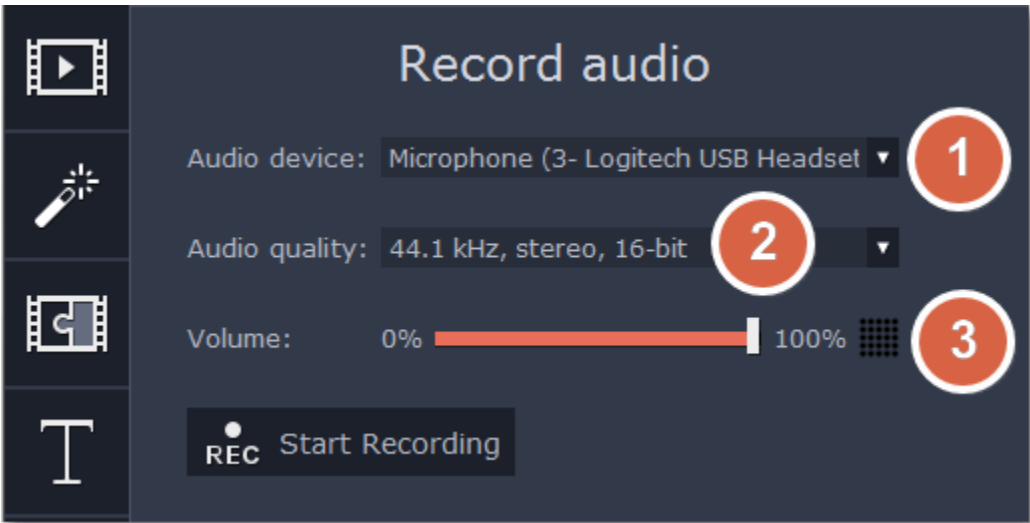 Record audio
Audio device: Microphone (3- Logitech USB Headset 1
Audio quality: 44.1 kHz, stereo, 16-bit 2
Volume: 0% 100% 3
REC Start Recording
T